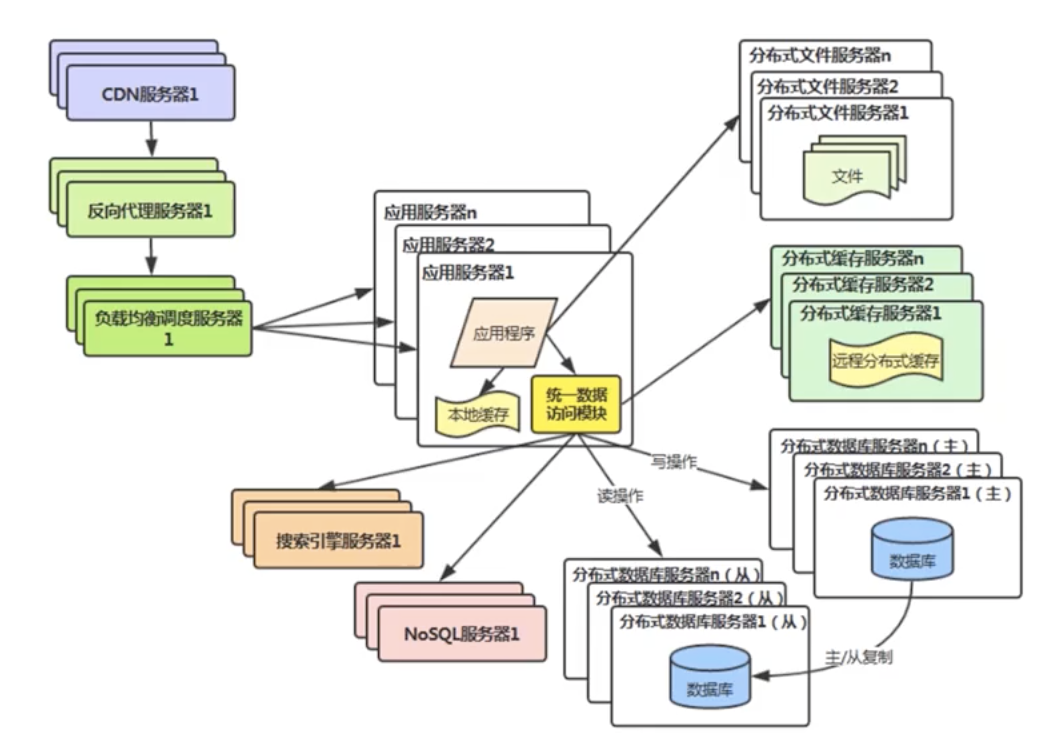 CDN服务器1
反向代理服务器1
负载均衡调度服务器
1
应用服务器n
应用服务器2
应用服务器1
应用程序
本地缓存
统一数据
访问模块
分布式文件服务器n
分布式文件服务器2
分布式文件服务器1
文件
分布式缓存服务器n
分布式缓存服务器2
分布式缓存服务器1
远程分布式缓存
写操作
读操作
分布式数据库服务器n（主）
分布式数据库服务器2（主）
分布式数据库服务器1（主）
数据库
搜索引擎服务器1
NoSQL服务器1
分布式数据库服务器n（从）
分布式数据库服务器2（从）
分布式数据库服务器1（从）
数据库
主/从复制